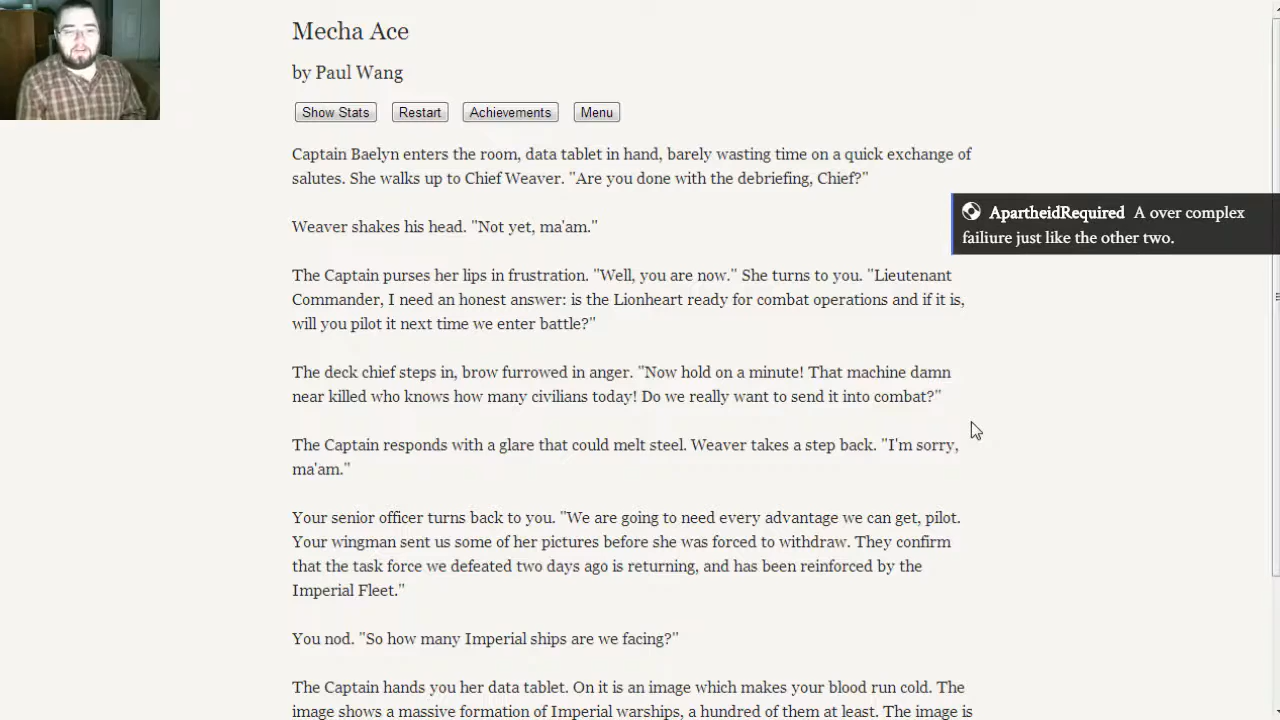 Mecha Ace
by Paul Wang
Show Stats Restart Achievements Menu
Captain Baelyn enters the room, data tablet in hand, barely wasting time on a quick exchange of
salutes. She walks up to Chief Weaver. "Are you done with the debriefing, Chief?"
ApartheidRequired A over complex
failiure just like the other two.
Weaver shakes his head. "Not yet, ma'am."
The Captain purses her lips in frustration. "Well, you are now." She turns to you. "Lieutenant
Commander, I need an honest answer: is the Lionheart ready for combat operations and if it is,
will you pilot it next time we enter battle?"
The deck chief steps in, brow furrowed in anger. "Now hold on a minute! That machine damn
near killed who knows how many civilians today! Do we really want to send it into combat?"
The Captain responds with a glare that could melt steel. Weaver takes a step back. "I'm sorry,
ma'am."
Your senior officer turns back to you. "We are going to need every advantage we can get, pilot.
Your wingman sent us some of her pictures before she was forced to withdraw. They confirm
that the task force we defeated two days ago is returning, and has been reinforced by the
Imperial Fleet."
You nod. "So how many Imperial ships are we facing?"
The Captain hands you her data tablet. On it is an image which makes your blood run cold. The
image shows a massive formation of Imperial warships, a hundred of them at least. The image is